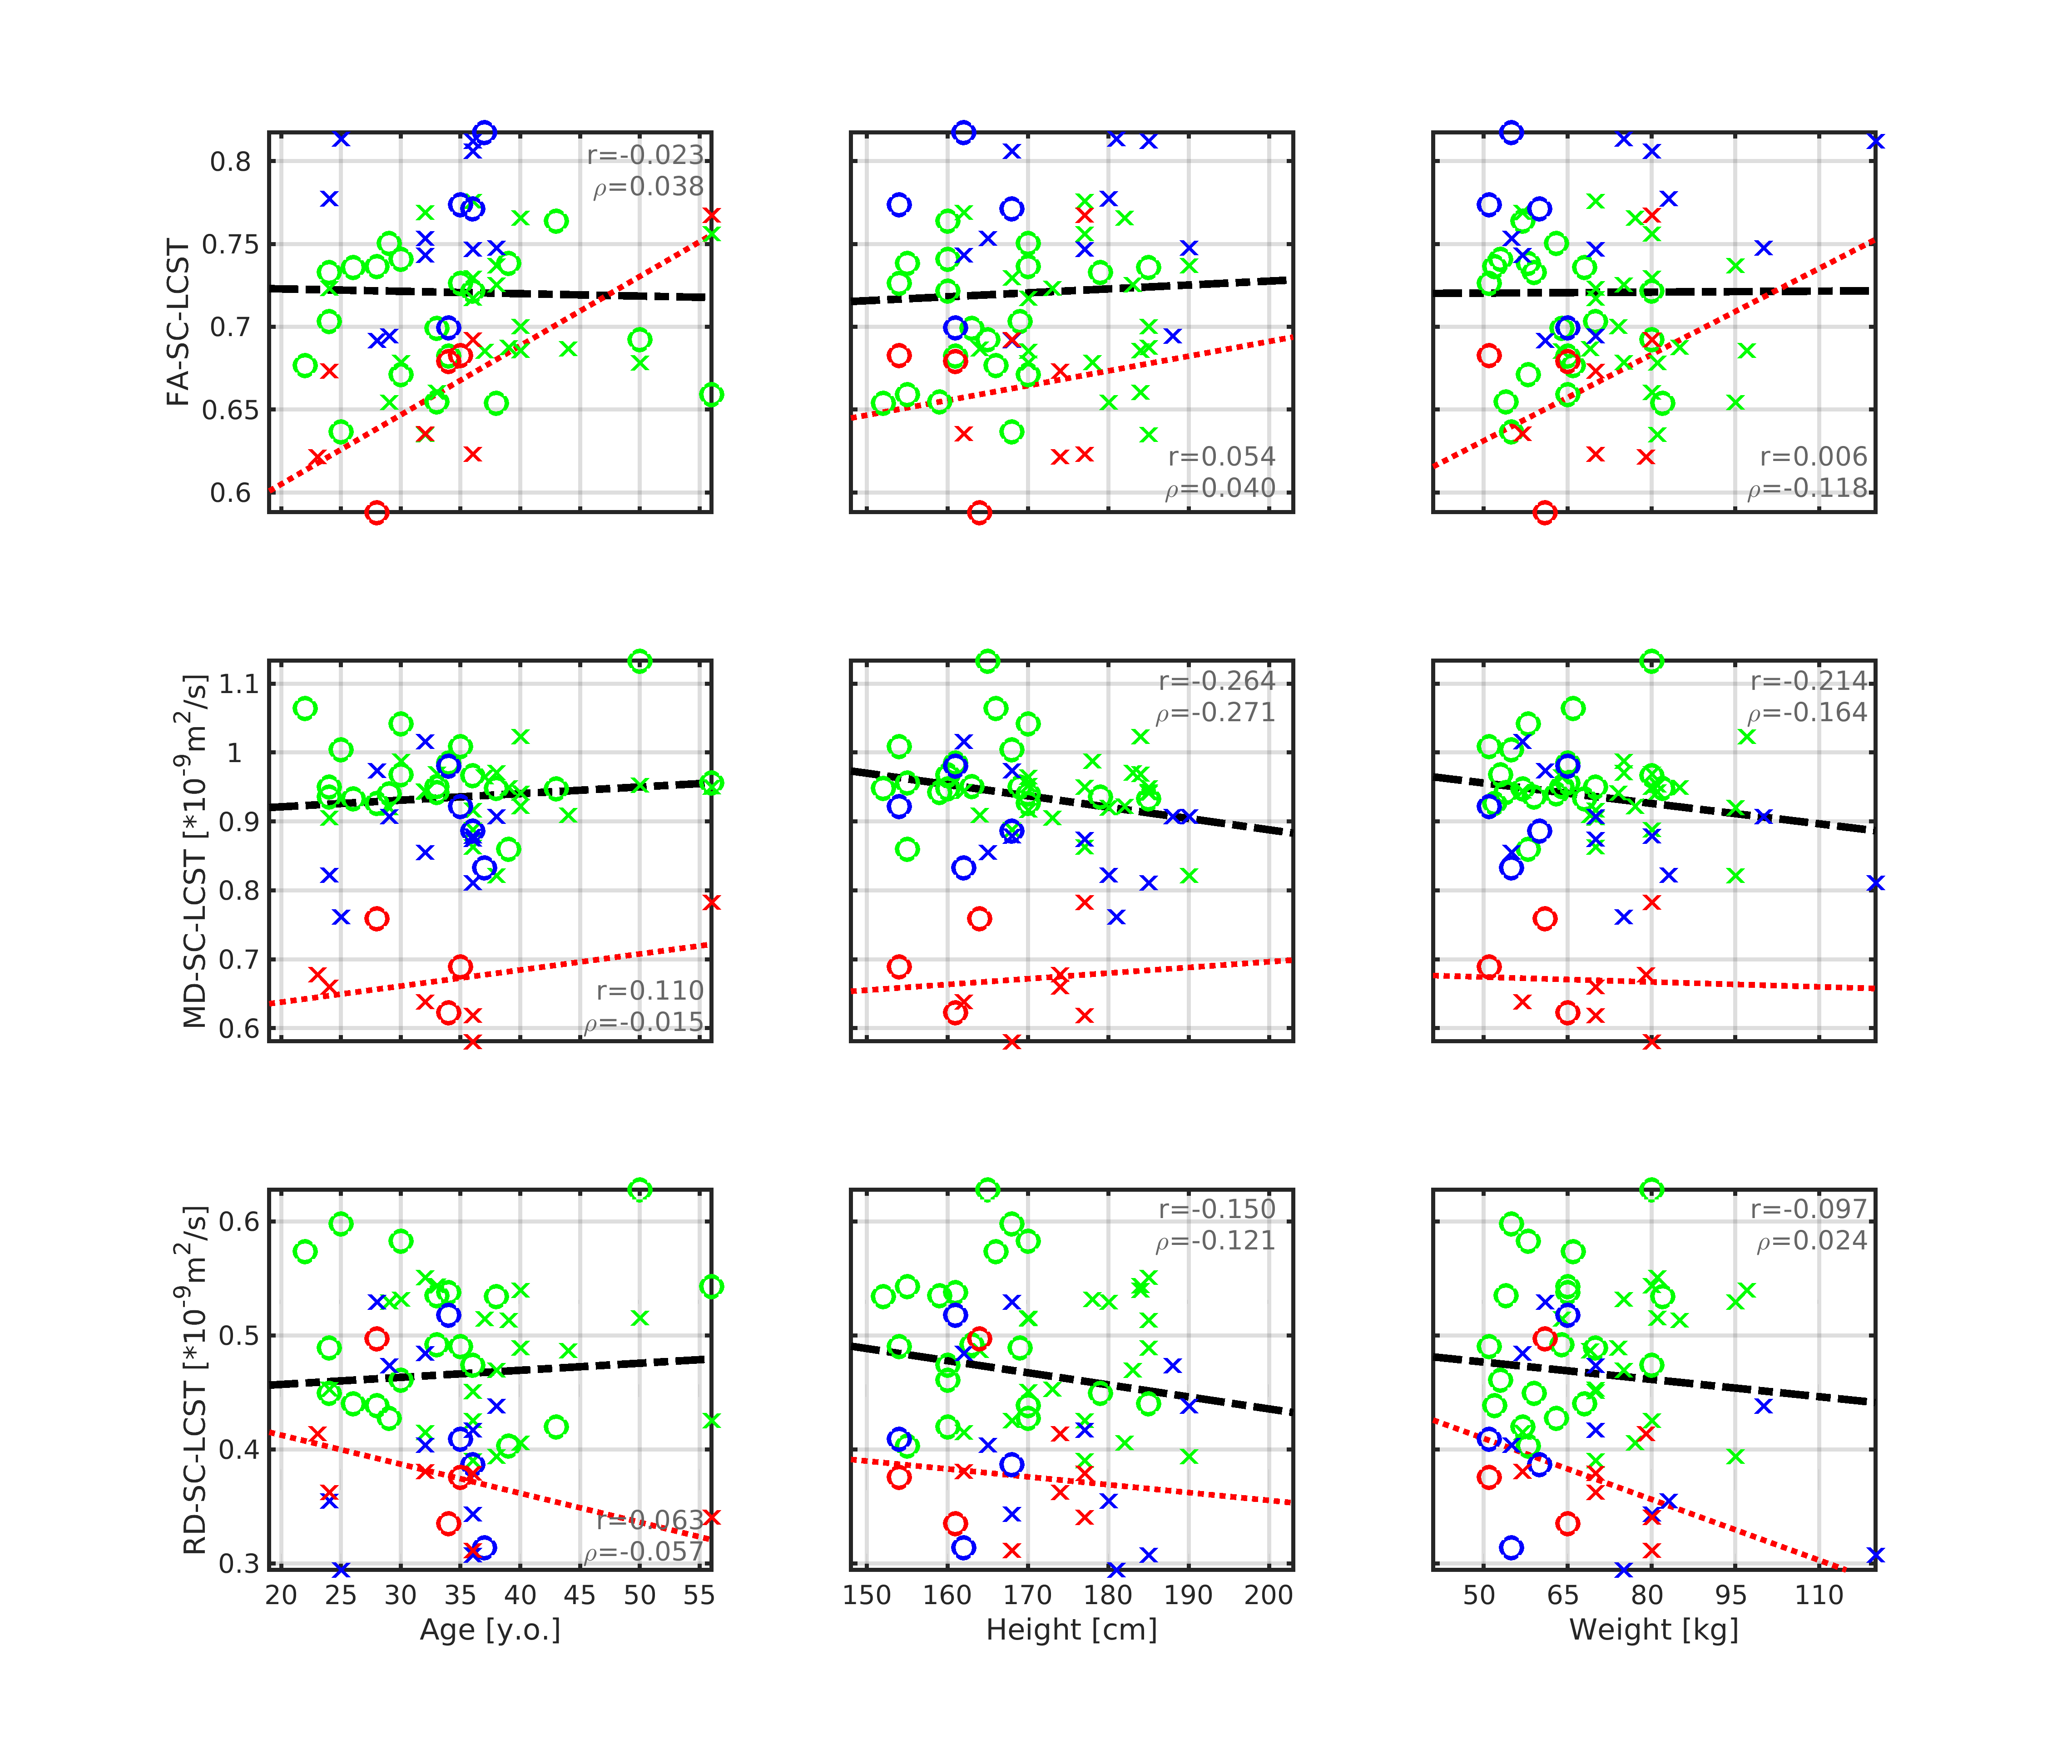 FA-SC-LCST
0.8
0.75
0.7
0.65
0.6
r=-0.023
ρ=0.038
r=0.054
ρ=0.040
r=0.006
ρ=-0.118
MD-SC-LCST [*10⁻⁹m²/s]
1.1
1
0.9
0.8
0.7
0.6
r=0.110
ρ=-0.015
r=-0.264
ρ=-0.271
r=-0.214
ρ=-0.164
RD-SC-LCST [*10⁻⁹m²/s]
0.6
0.5
0.4
0.3
r=0.063
ρ=-0.057
r=-0.150
ρ=-0.121
r=-0.097
ρ=0.024
20 25 30 35 40 45 50 55
Age [y.o.]
150 160 170 180 190 200
Height [cm]
50 65 80 95 110
Weight [kg]